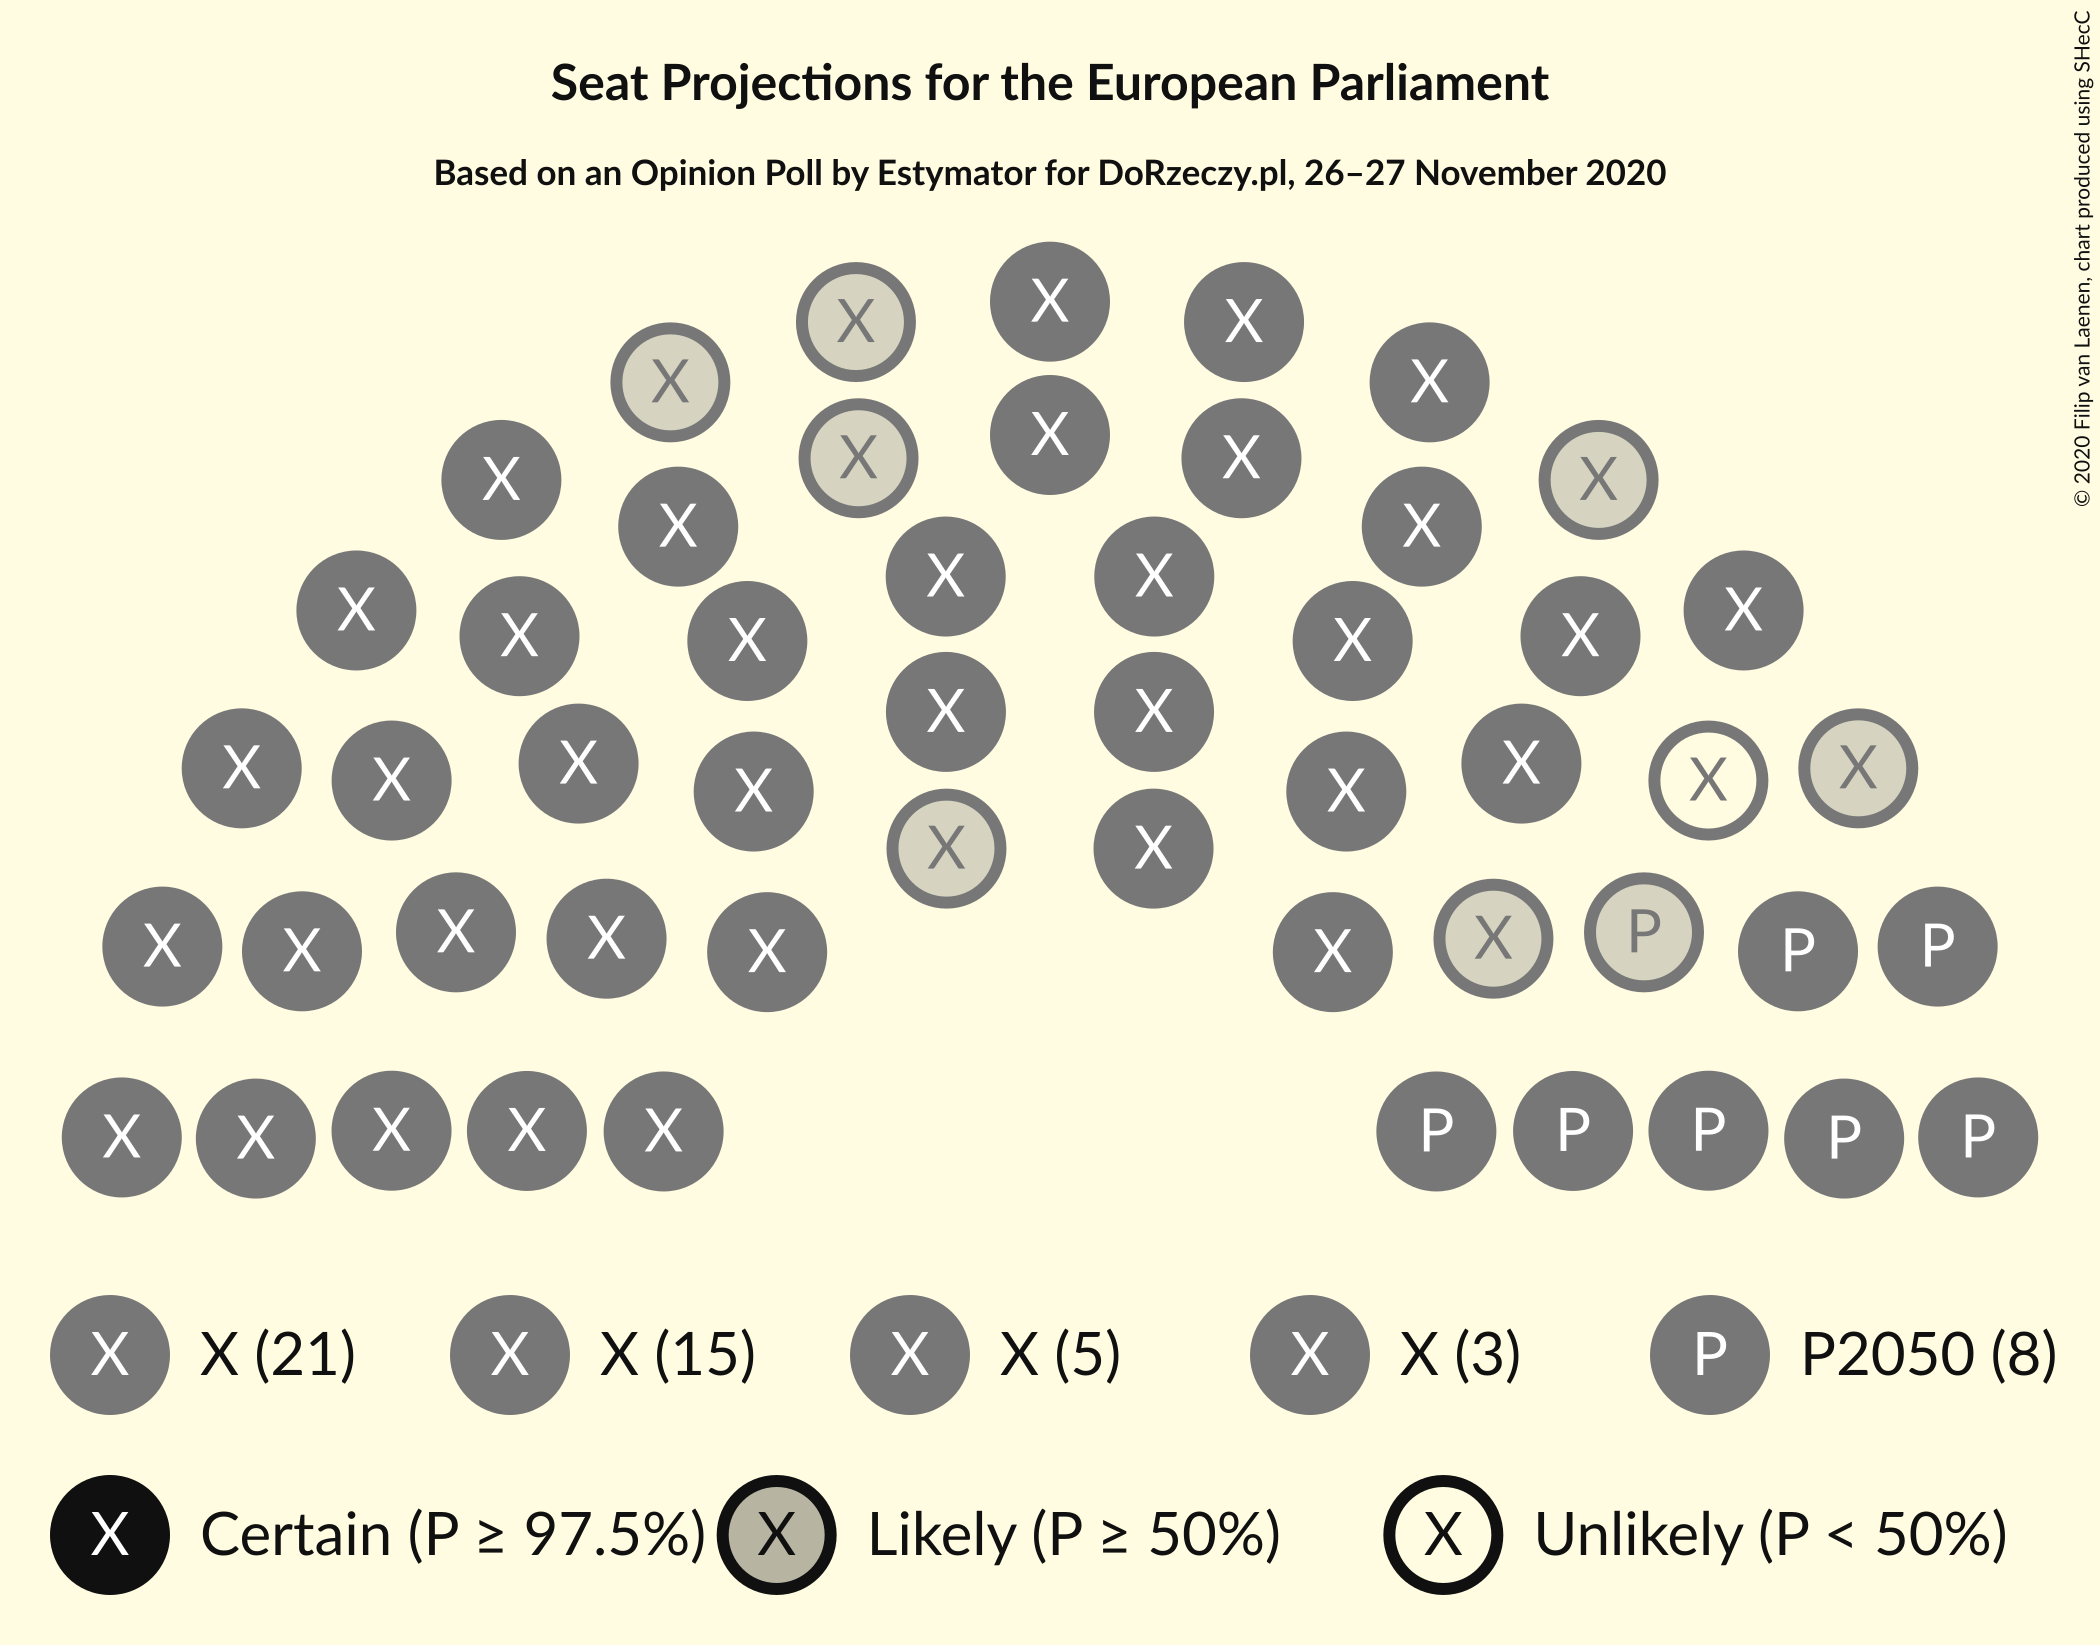 Seat Projections for the European Parliament
Based on an Opinion Poll by Estymator for DoRzeczy.pl, 26–27 November 2020
© 2020 Filip van Laenen, chart produced using SHecC
X X X
X X
X X X X
X X X
X X
X X X X
X X X X
X X
X X X X X X
X X X X
X X X X
X X P
X X P P
X X
X X X X X P P P P P
X X (21) X X (15) X X (5) X X (3) P P2050 (8)
X Certain (P ≥ 97.5%) X Likely (P ≥ 50%) X Unlikely (P < 50%)